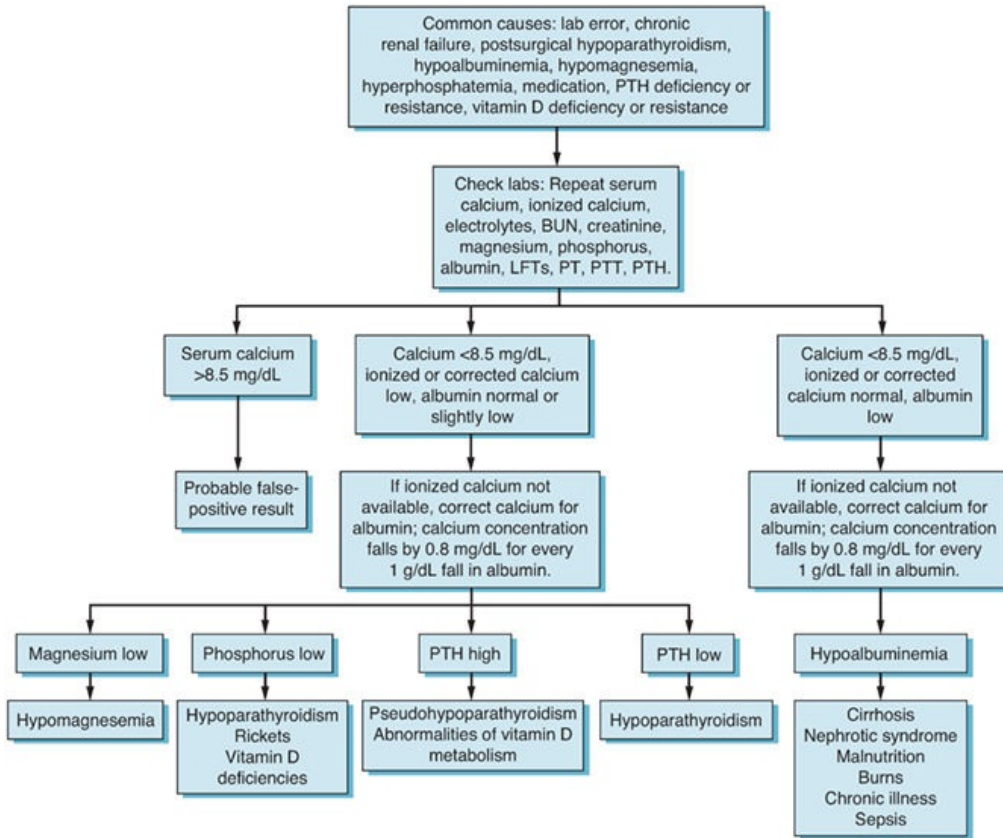 Common causes: lab error, chronic
renal failure, postsurgical hypoparathyroidism,
hypoalbuminemia, hypomagnesemia,
hyperphosphatemia, medication, PTH deficiency or
resistance, vitamin D deficiency or resistance
Check labs: Repeat serum
calcium, ionized calcium,
electrolytes, BUN, creatinine,
magnesium, phosphorus,
albumin, LFTs, PT, PTT, PTH.
Serum calcium
>8.5 mg/dL
Calcium <8.5 mg/dL,
ionized or corrected calcium
low, albumin normal or
slightly low
Calcium <8.5 mg/dL,
ionized or corrected
calcium normal, albumin
low
Probable false-
positive result
If ionized calcium not
available, correct calcium for
albumin; calcium concentration
falls by 0.8 mg/dL for every
1 g/dL fall in albumin.
If ionized calcium not
available, correct calcium for
albumin; calcium concentration
falls by 0.8 mg/dL for every
1 g/dL fall in albumin.
Magnesium low
Phosphorus low
PTH high
PTH low
Hypoalbuminemia
Hypomagnesemia
Hypoparathyroidism
Rickets
Vitamin D
deficiencies
Pseudohypoparathyroidism
Abnormalities of vitamin D
metabolism
Hypoparathyroidism
Cirrhosis
Nephrotic syndrome
Malnutrition
Burns
Chronic illness
Sepsis